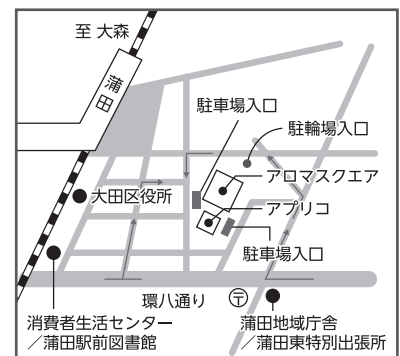 至 大森
蒲田
駐車場入口
駐輪場入口
アロマスクエア
大田区役所
アプリコ
駐車場入口
環八通り
〒
消費者生活センター
／蒲田駅前図書館
蒲田地域庁舎
／蒲田東特別出張所